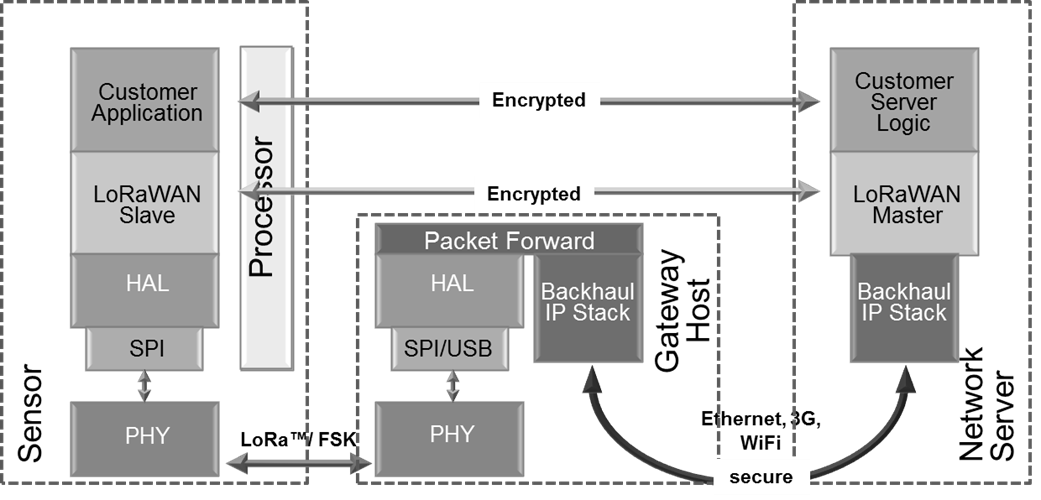 Customer
Application
LoRaWAN
Slave
HAL
SPI
PHY
Sensor
Processor
Encrypted
Encrypted
LoRa™/ FSK
Packet Forward
HAL
SPI/USB
PHY
Backhaul
IP Stack
Gateway
Host
Ethernet, 3G,
WiFi
secure
Customer
Server
Logic
LoRaWAN
Master
Backhaul
IP Stack
Network
Server